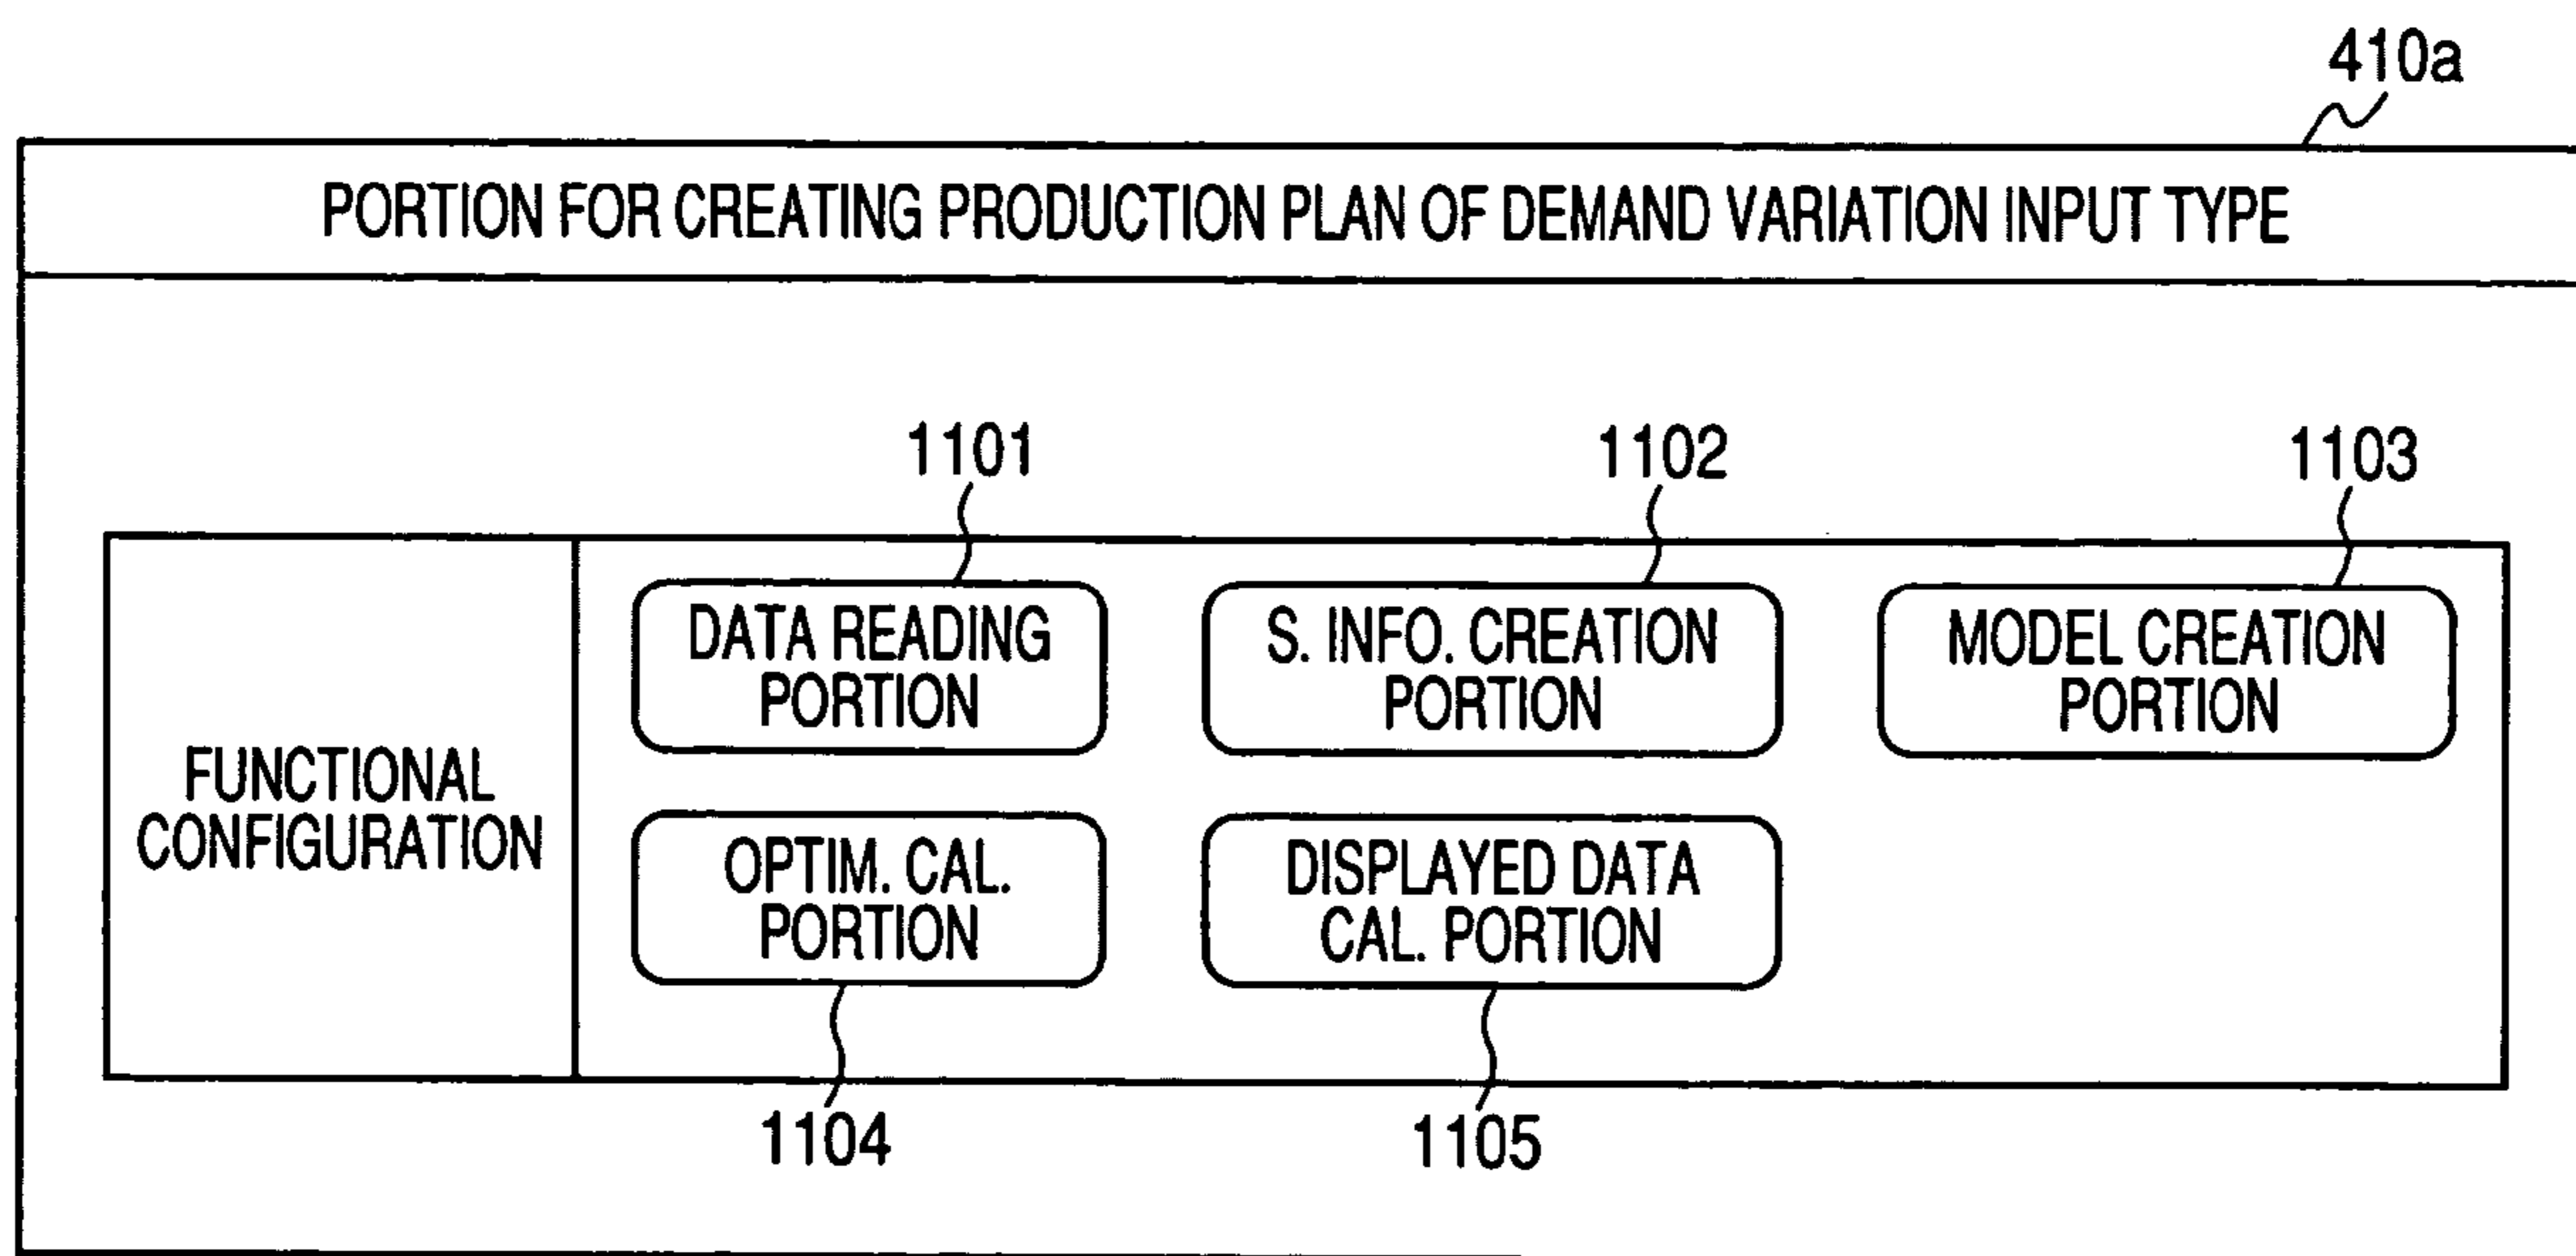 410a
PORTION FOR CREATING PRODUCTION PLAN OF DEMAND VARIATION INPUT TYPE
1101
1102
1103
FUNCTIONAL
CONFIGURATION
DATA READING
PORTION
S. INFO. CREATION
PORTION
MODEL CREATION
PORTION
OPTIM. CAL.
PORTION
DISPLAYED DATA
CAL. PORTION
1104
1105